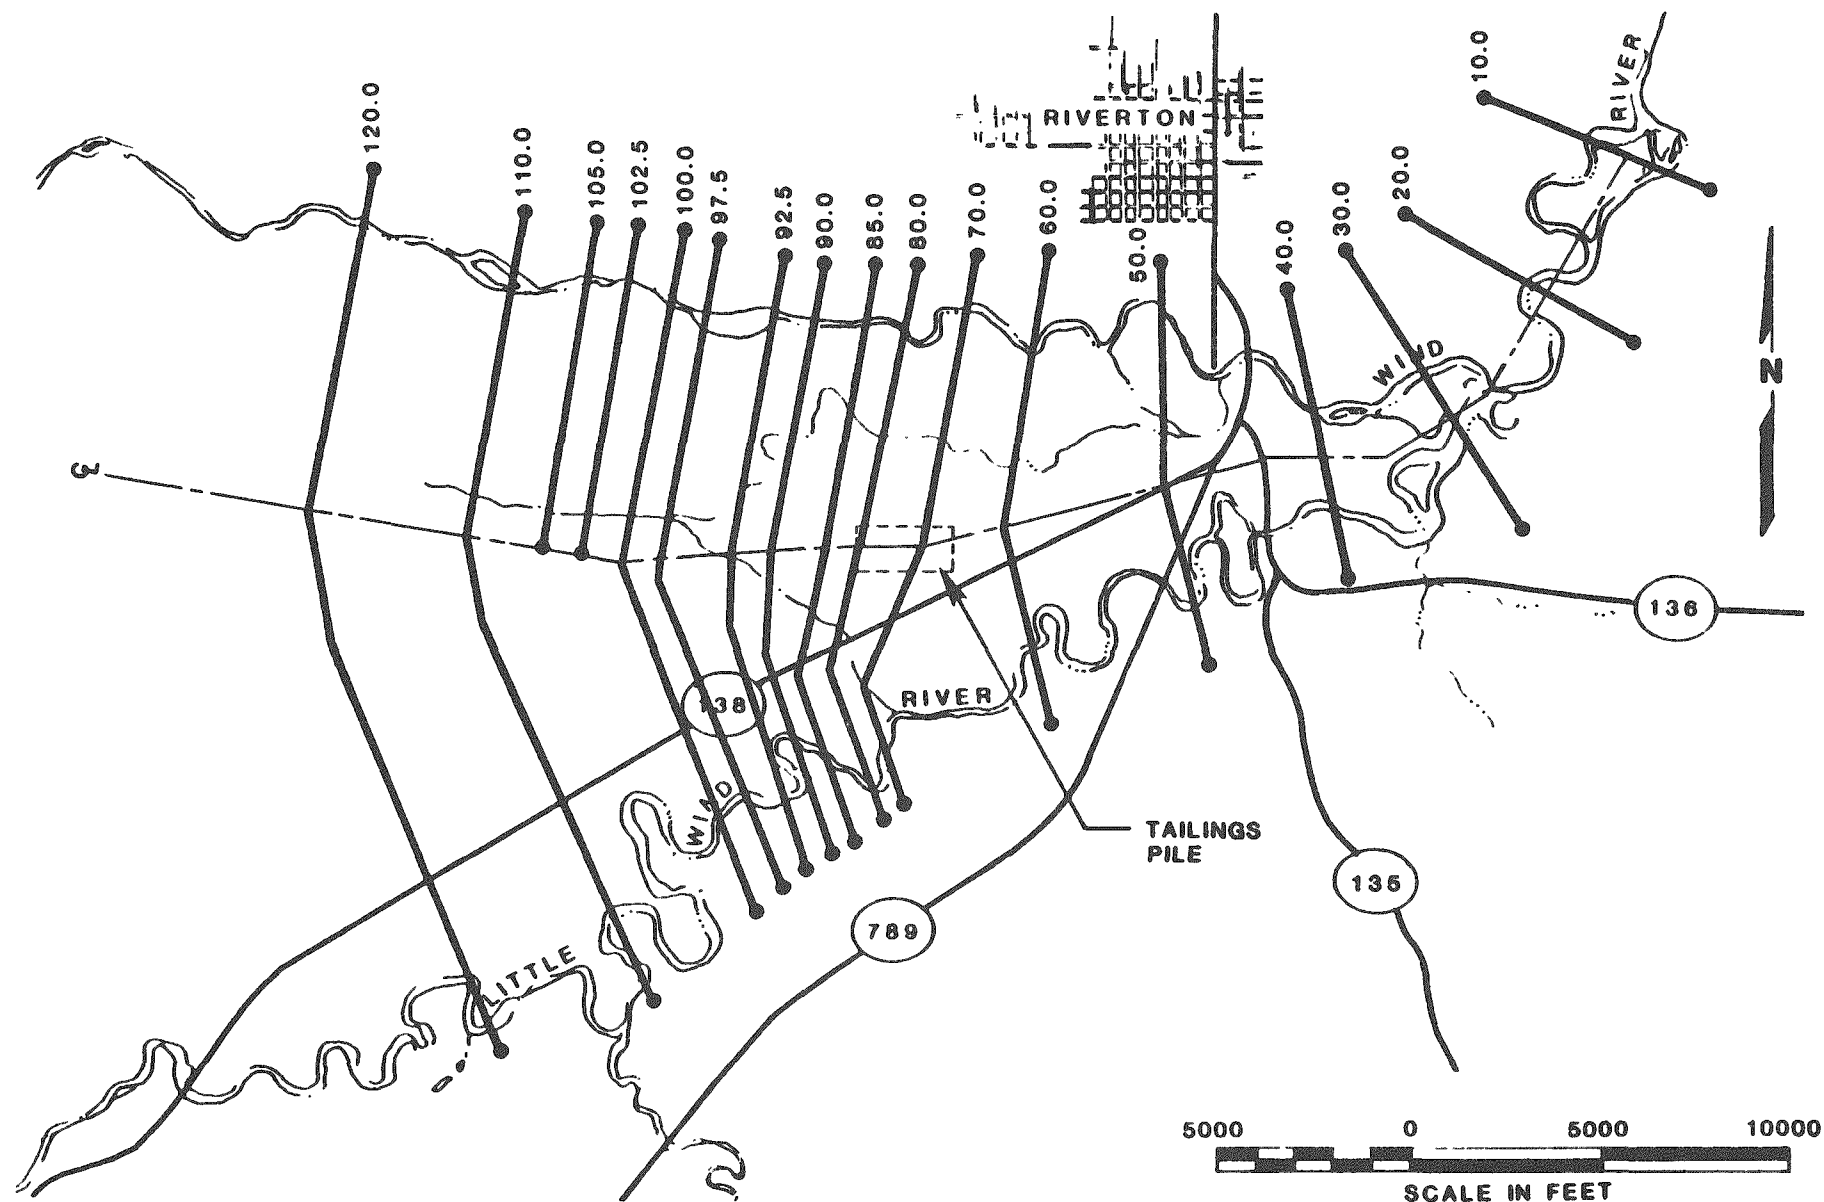 120.0
110.0
105.0
102.5
100.0
97.5
92.5
90.0
85.0
80.0
70.0
60.0
50.0
40.0
30.0
20.0
10.0
RIVERTON
RIVER
WIND
N
℄
136
138
RIVER
WIND
LITTLE
TAILINGS
PILE
135
789
5000 0 5000 10000
SCALE IN FEET